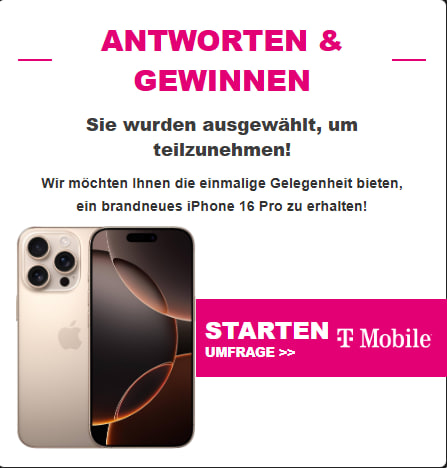 ANTWORTEN &
GEWINNEN
Sie wurden ausgewählt, um
teilzunehmen!
Wir möchten Ihnen die einmalige Gelegenheit bieten,
ein brandneues iPhone 16 Pro zu erhalten!
STARTEN
UMFRAGE >>
T Mobile